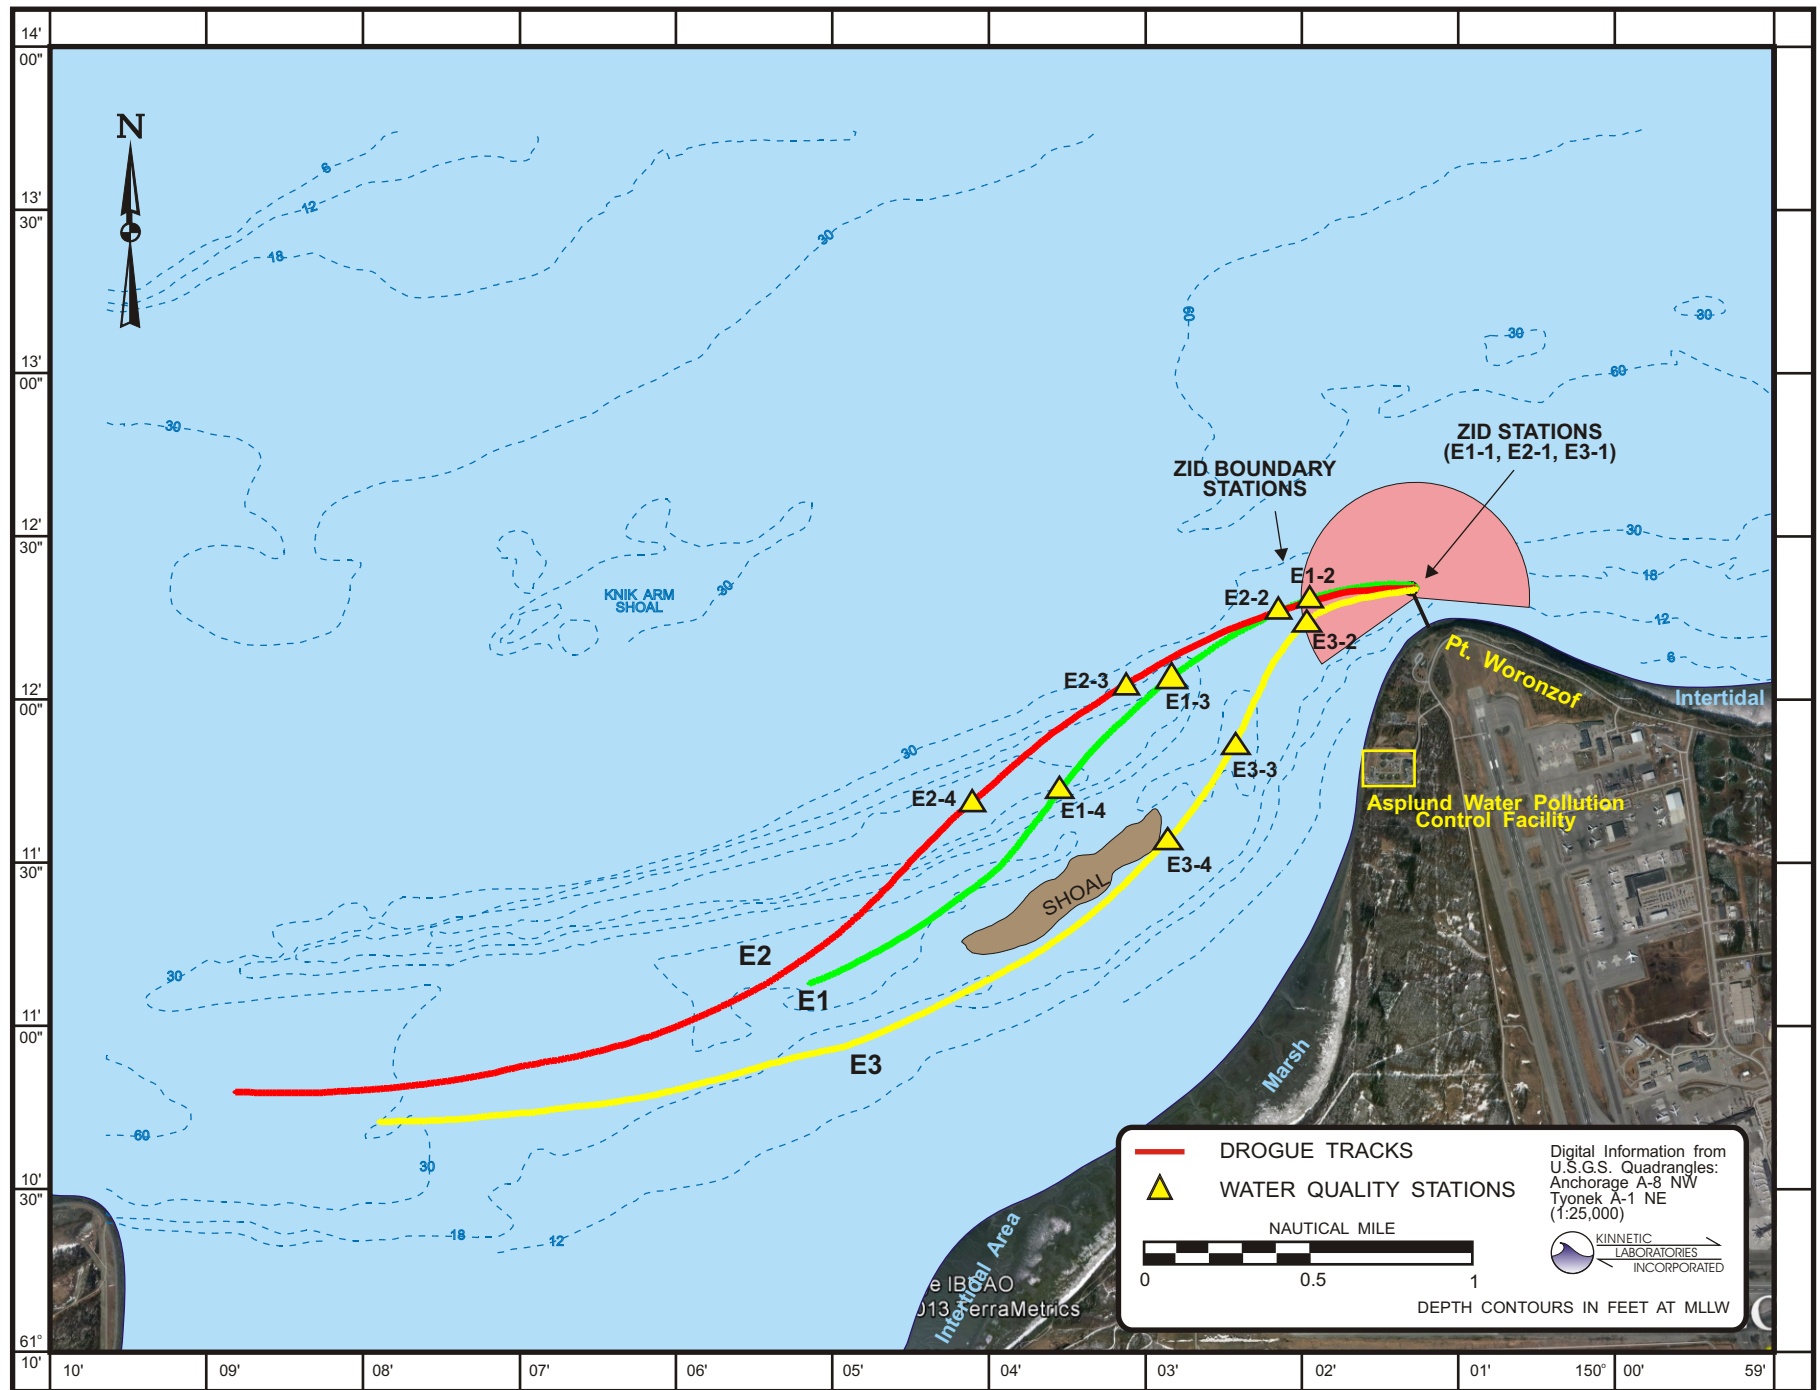 14'
00"
13'
30"
13'
00"
12'
30"
12'
00"
11'
30"
11'
00"
10'
30"
61°
10'
N
6
12
18
30
30
60
30
30
60
30
18
12
6
30
KNIK ARM
SHOAL
30
30
60
30
18
12
ZID STATIONS
(E1-1, E2-1, E3-1)
ZID BOUNDARY
STATIONS
E1-2
E2-2
E3-2
E2-3
E1-3
E3-3
E2-4
E1-4
E3-4
SHOAL
E2
E1
E3
Pt. Woronzof
Intertidal
Asplund Water Pollution
Control Facility
Marsh
Intertidal Area
e IBCAO
013 TerraMetrics
DROGUE TRACKS
WATER QUALITY STATIONS
NAUTICAL MILE
0 0.5 1
Digital Information from
U.S.G.S. Quadrangles:
Anchorage A-8 NW
Tyonek A-1 NE
(1:25,000)
KINNETIC
LABORATORIES
INCORPORATED
DEPTH CONTOURS IN FEET AT MLLW
10' 09' 08' 07' 06' 05' 04' 03' 02' 01' 150° 00' 59'